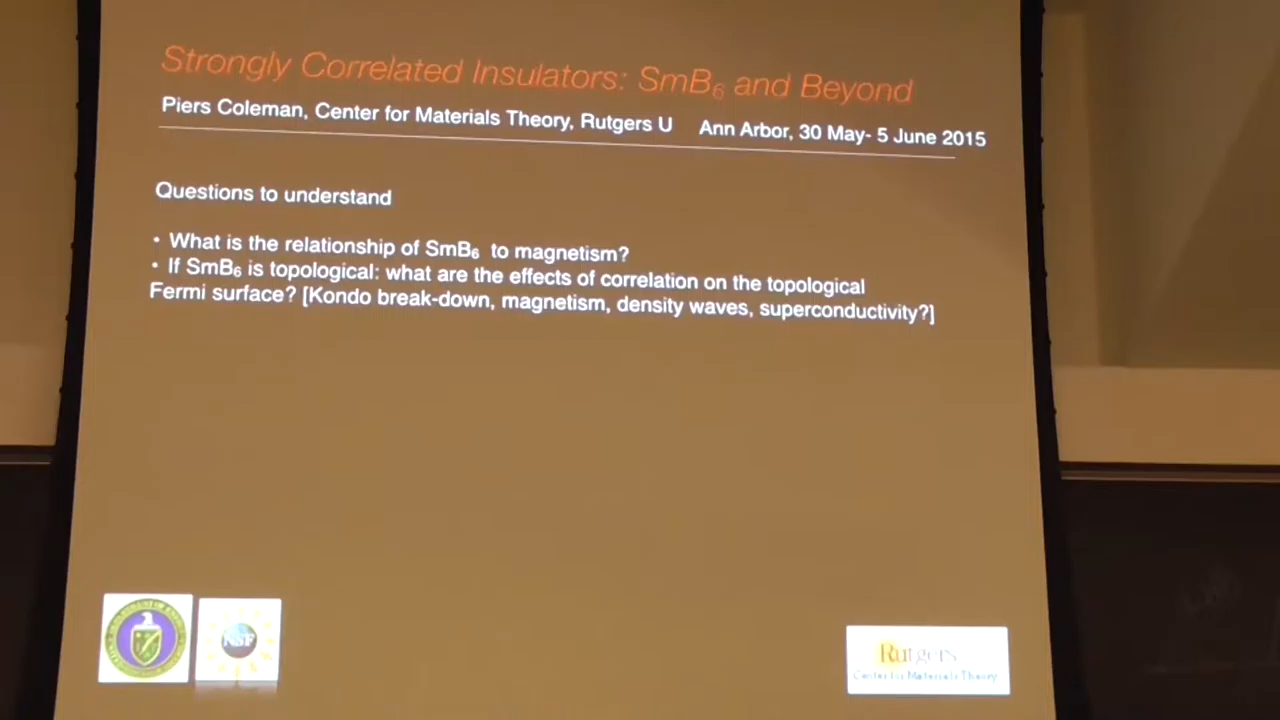 Strongly Correlated Insulators: SmB₆ and Beyond
Piers Coleman, Center for Materials Theory, Rutgers U Ann Arbor, 30 May- 5 June 2015
Questions to understand
• What is the relationship of SmB₆ to magnetism?
• If SmB₆ is topological: what are the effects of correlation on the topological
Fermi surface? [Kondo break-down, magnetism, density waves, superconductivity?]
NSF
Rutgers
Center for Materials Theory